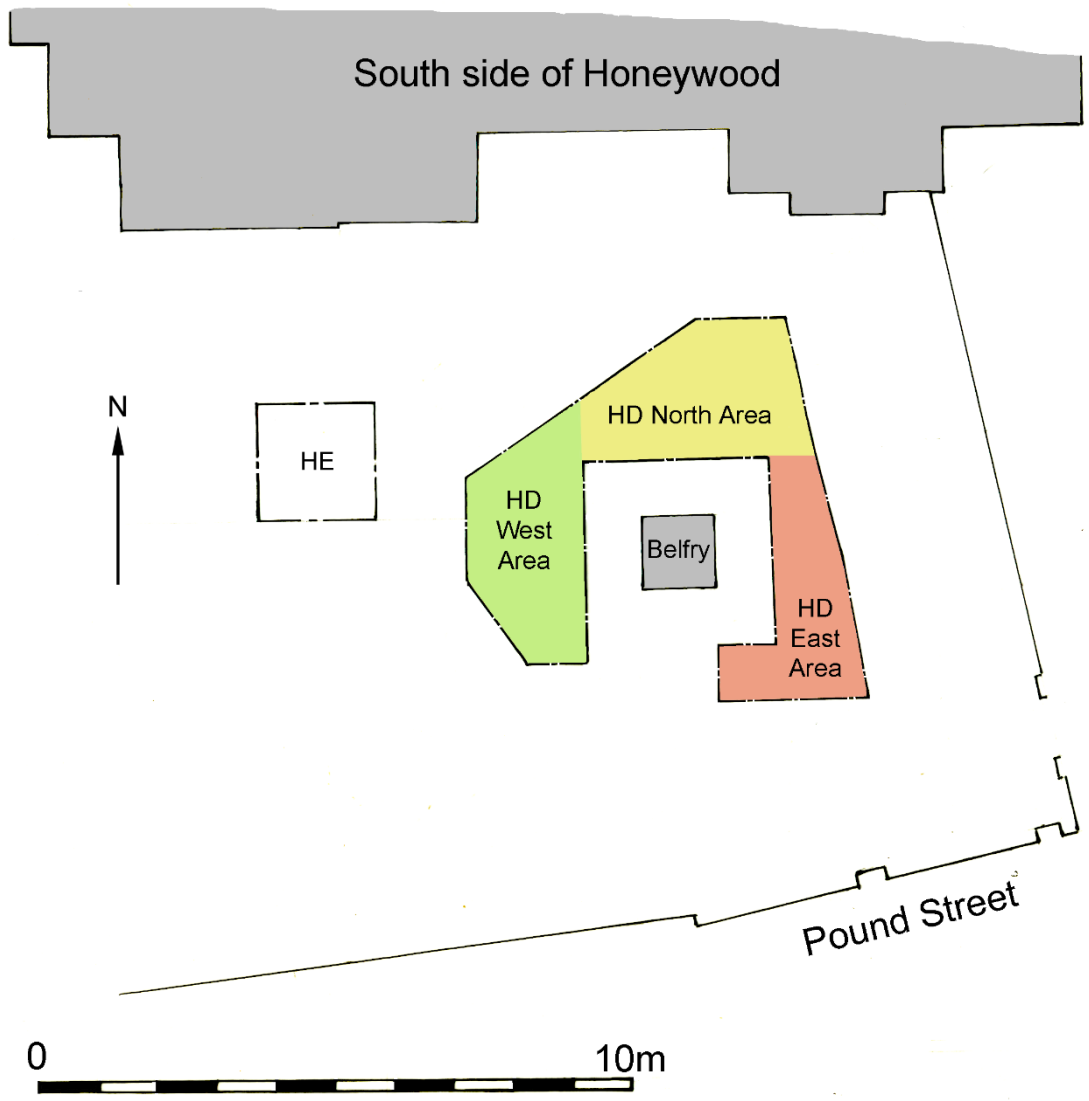 South side of Honeywood
N
HD North Area
HE
HD
West
Area
Belfry
HD
East
Area
Pound Street
0
10m